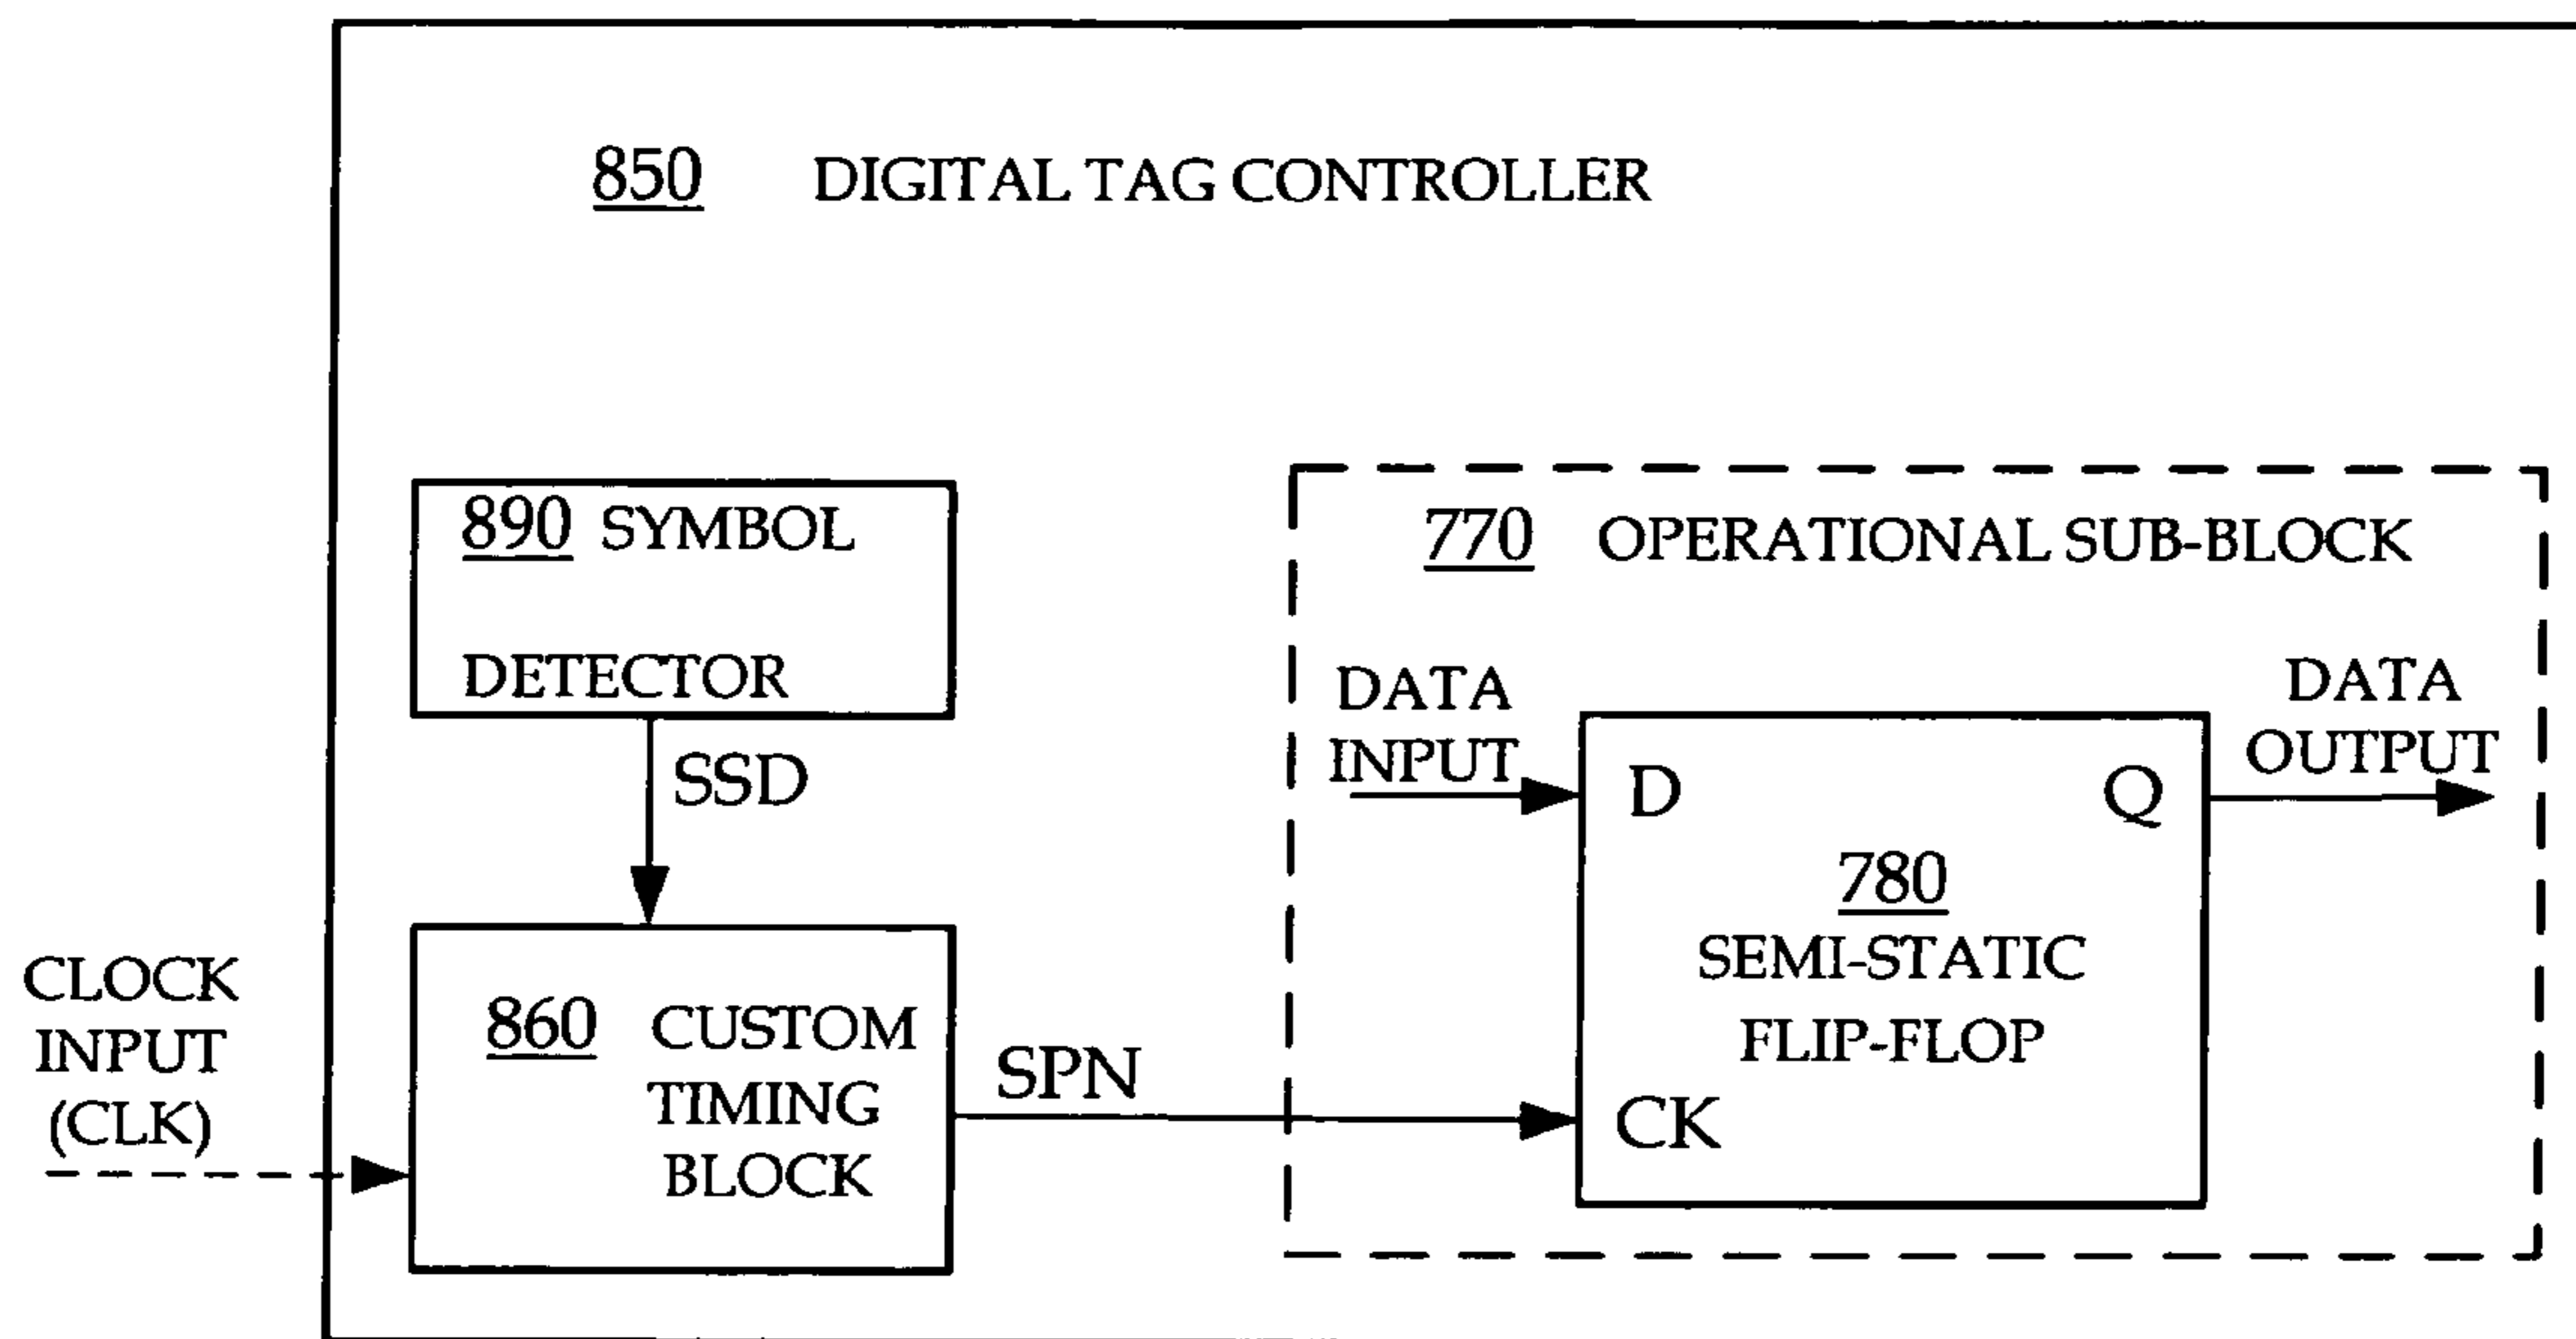 850 DIGITAL TAG CONTROLLER
890 SYMBOL
DETECTOR
SSD
CLOCK
INPUT
(CLK)
860 CUSTOM
TIMING
BLOCK
SPN
770 OPERATIONAL SUB-BLOCK
DATA
INPUT
DATA
OUTPUT
D
Q
780
SEMI-STATIC
FLIP-FLOP
CK